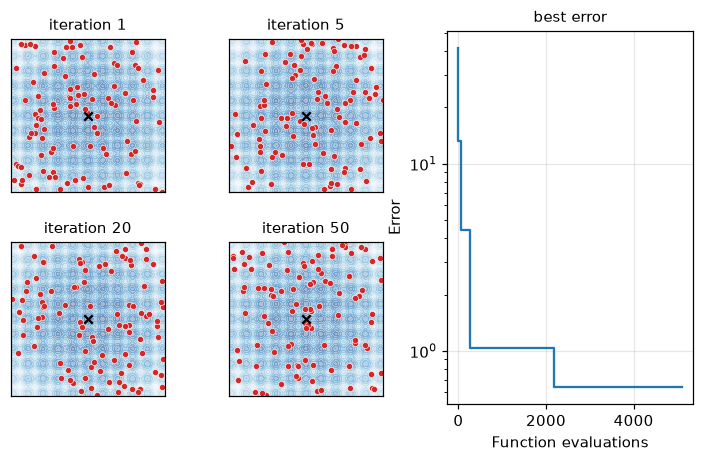 iteration 1
iteration 5
iteration 20
iteration 50
best error
Error
10¹
10⁰
0
2000
4000
Function evaluations